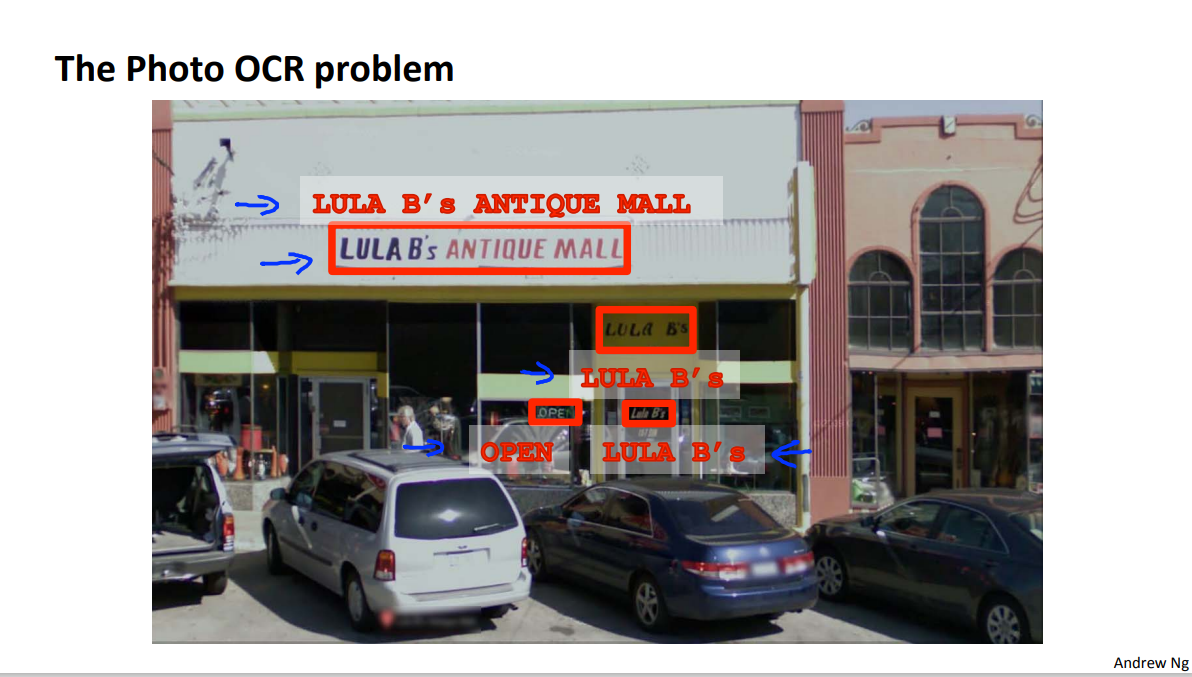 The Photo OCR problem
LULA B's ANTIQUE MALL
LULA B's ANTIQUE MALL
LULA B's
LULA B's
OPEN
Lula B's
OPEN
LULA B's
Andrew Ng